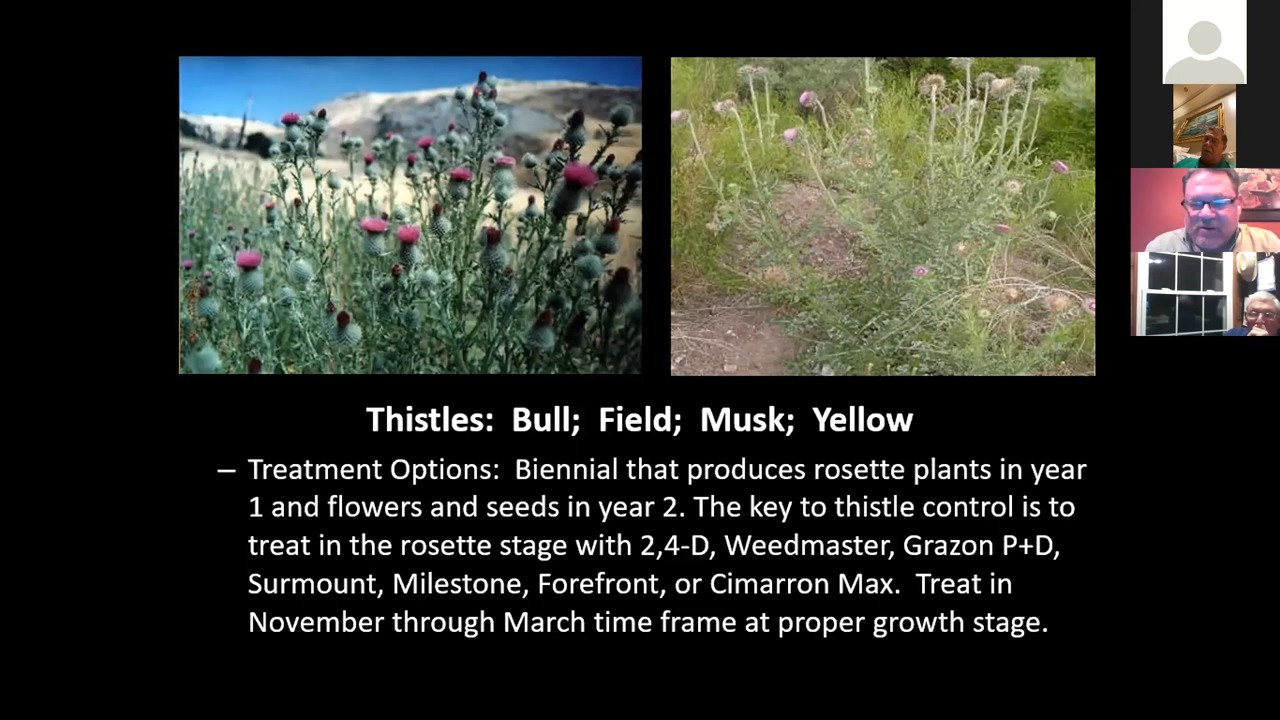 Thistles: Bull; Field; Musk; Yellow
– Treatment Options: Biennial that produces rosette plants in year
1 and flowers and seeds in year 2. The key to thistle control is to
treat in the rosette stage with 2,4-D, Weedmaster, Grazon P+D,
Surmount, Milestone, Forefront, or Cimarron Max. Treat in
November through March time frame at proper growth stage.